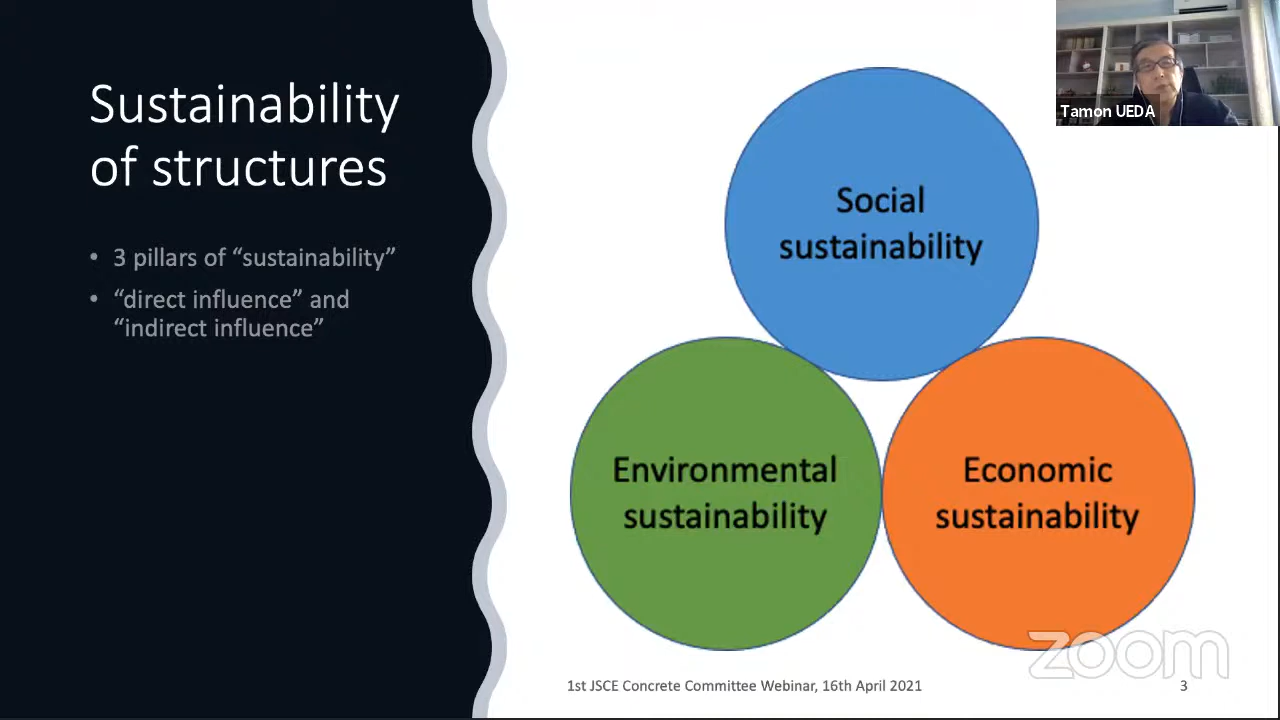 Sustainability
of structures
• 3 pillars of “sustainability”
• “direct influence” and
“indirect influence”
Social
sustainability
Environmental
sustainability
Economic
sustainability
Tamon UEDA
zoom
1st JSCE Concrete Committee Webinar, 16th April 2021
3